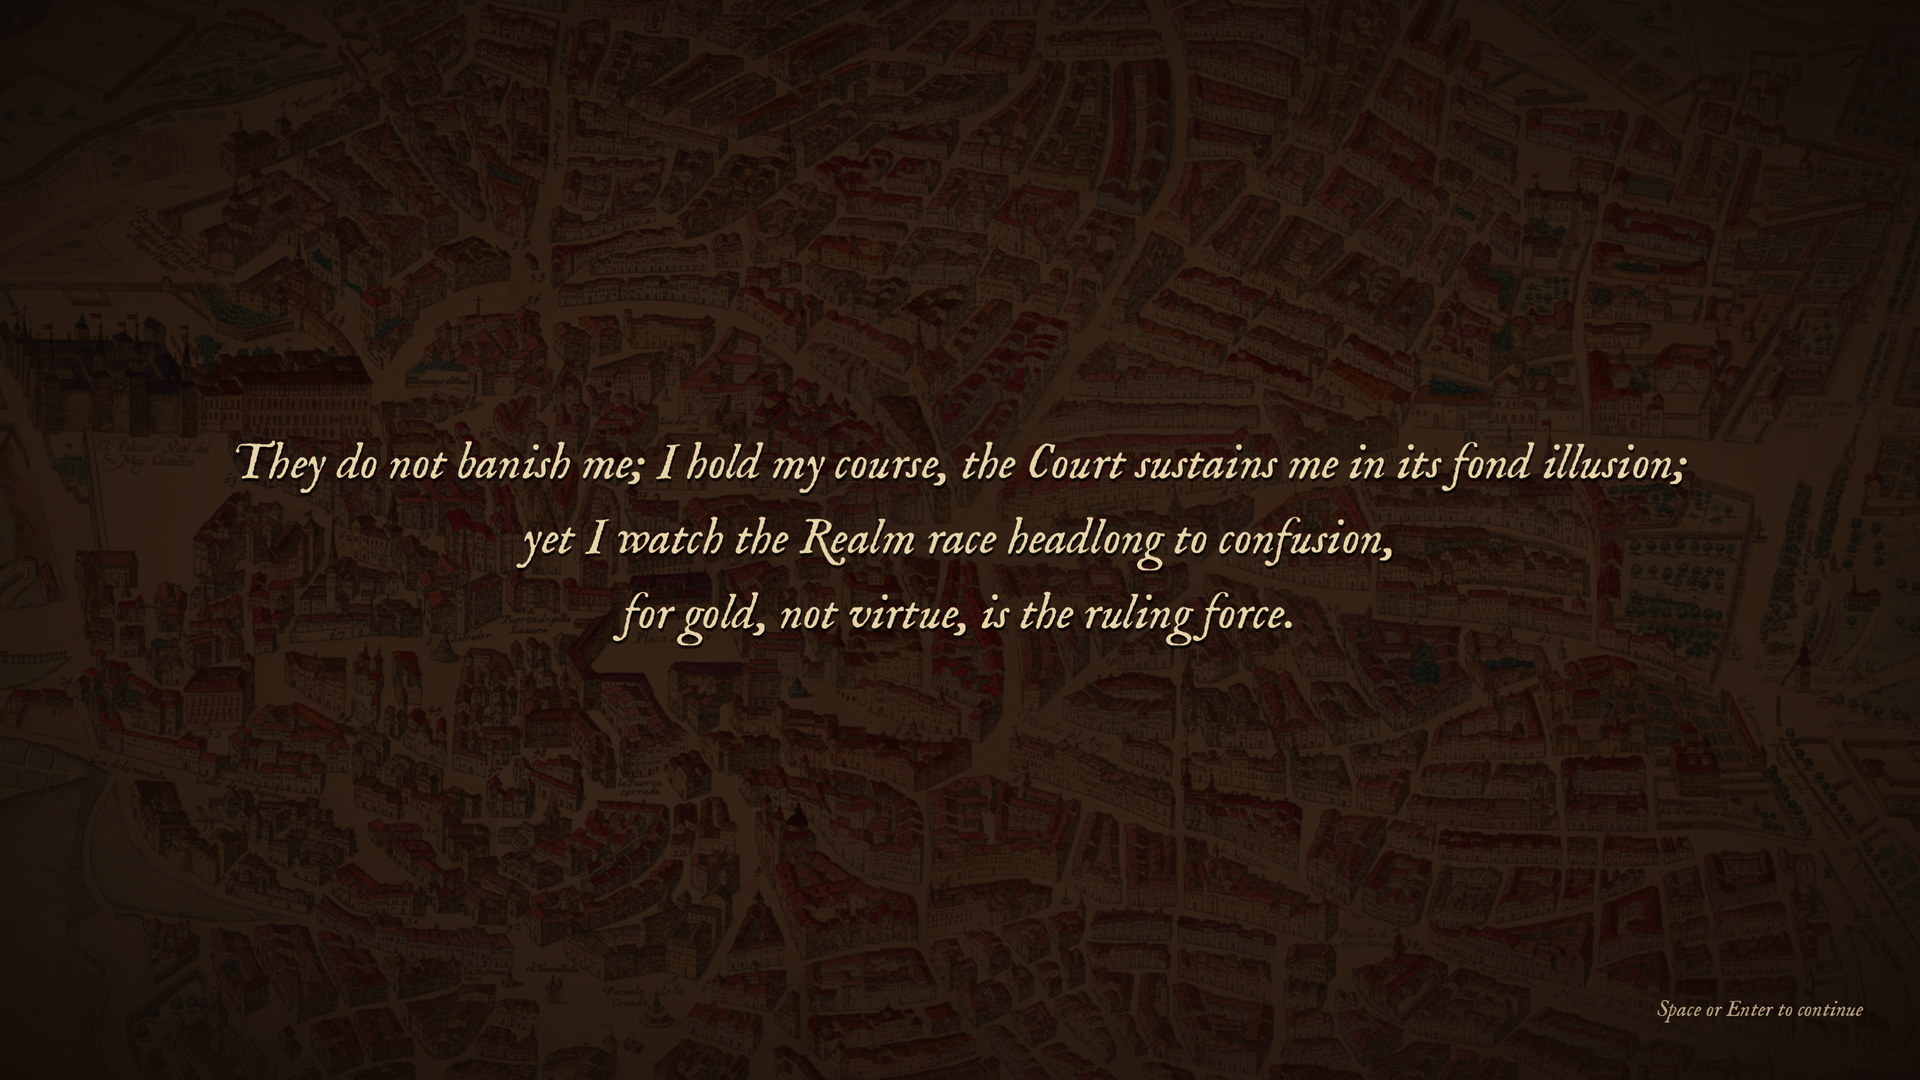 They do not banish me; I hold my course, the Court sustains me in its fond illusion;
yet I watch the Realm race headlong to confusion,
for gold, not virtue, is the ruling force.
Space or Enter to continue